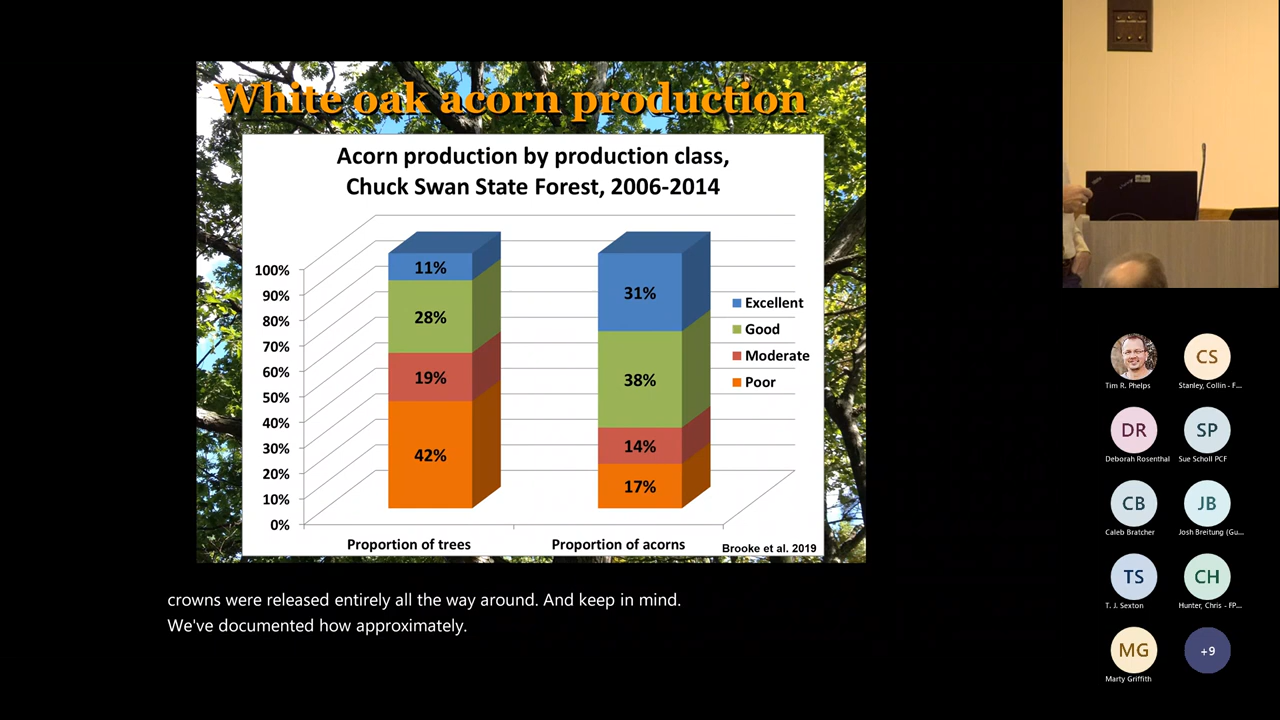 White oak acorn production
Acorn production by production class,
Chuck Swan State Forest, 2006-2014
100%
90%
80%
70%
60%
50%
40%
30%
20%
10%
0%
11%
28%
19%
42%
31%
38%
14%
17%
Excellent
Good
Moderate
Poor
Proportion of trees
Proportion of acorns
Brooke et al. 2019
crowns were released entirely all the way around. And keep in mind.
We've documented how approximately.
Tim R. Phelps
CS
Stanley, Collin - F...
DR
Deborah Rosenthal
SP
Sue Scholl PCF
CB
Caleb Bratcher
JB
Josh Breitung (Gu...
TS
T. J. Sexton
CH
Hunter, Chris - FP...
MG
Marty Griffith
+9